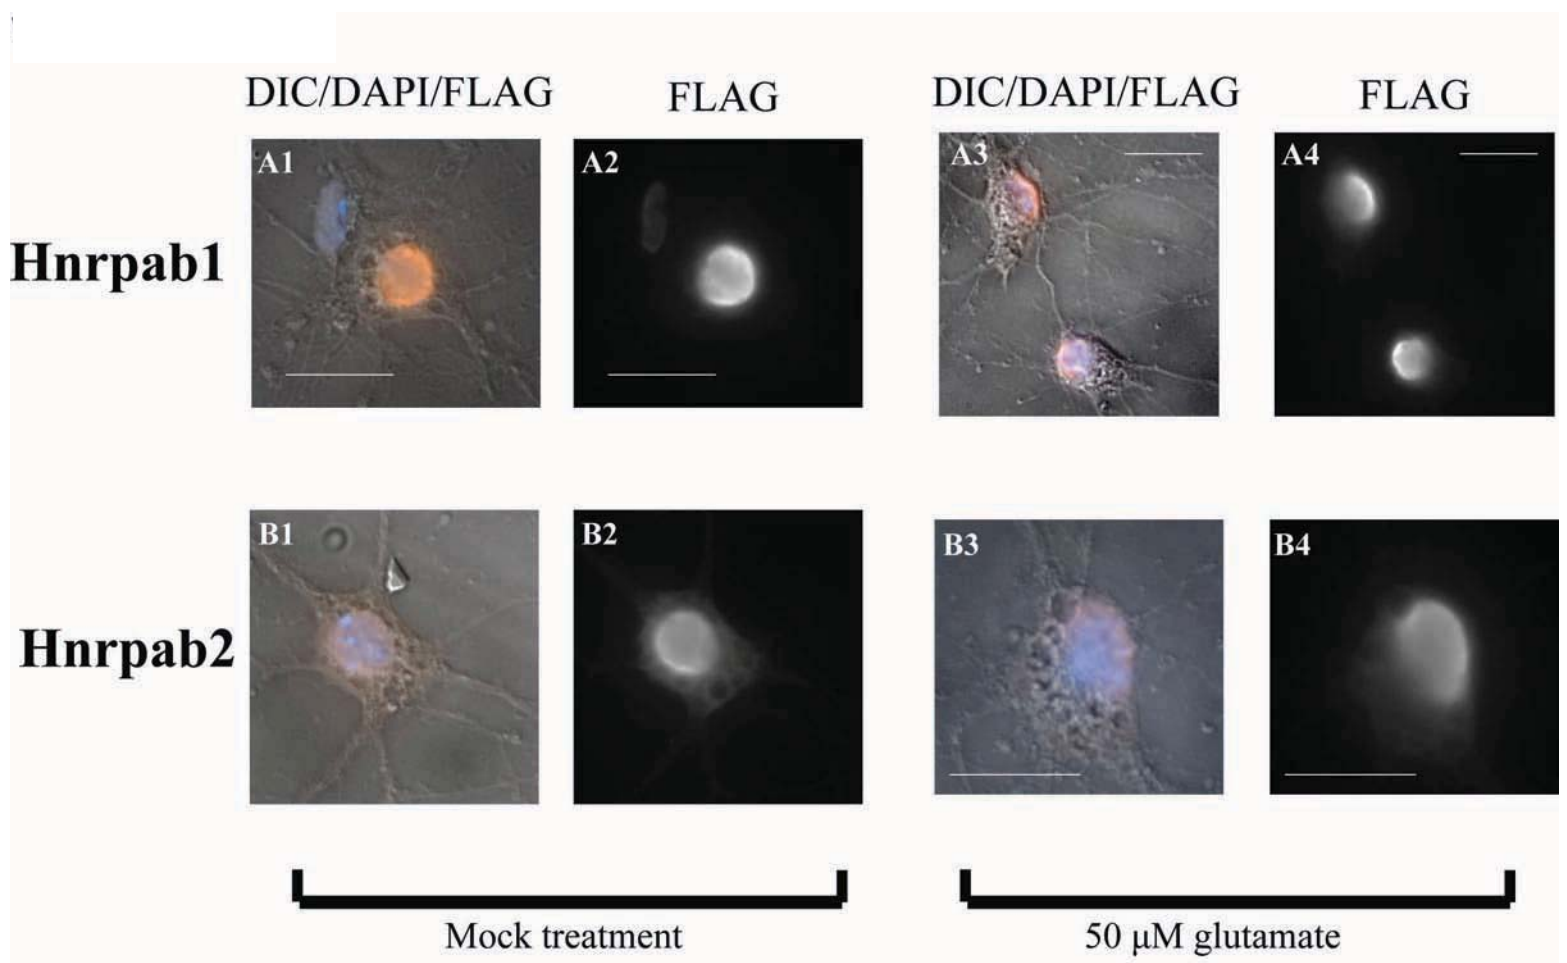 DIC/DAPI/FLAG FLAG DIC/DAPI/FLAG FLAG
Hnrpab1
A1 A2 A3 A4
Hnrpab2
B1 B2 B3 B4
Mock treatment 50 μM glutamate